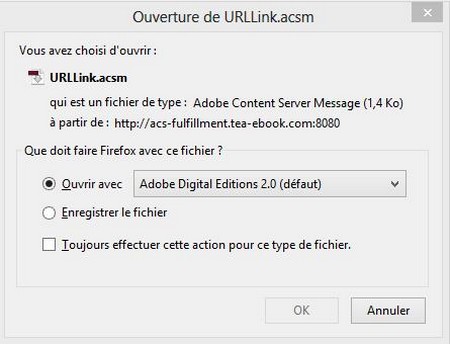 Ouverture de URLLink.acsm
Vous avez choisi d'ouvrir :
URLLink.acsm
qui est un fichier de type : Adobe Content Server Message (1,4 Ko)
à partir de : http://acs-fulfillment.tea-ebook.com:8080
Que doit faire Firefox avec ce fichier ?
Ouvrir avec Adobe Digital Editions 2.0 (défaut)
Enregistrer le fichier
Toujours effectuer cette action pour ce type de fichier.
OK Annuler